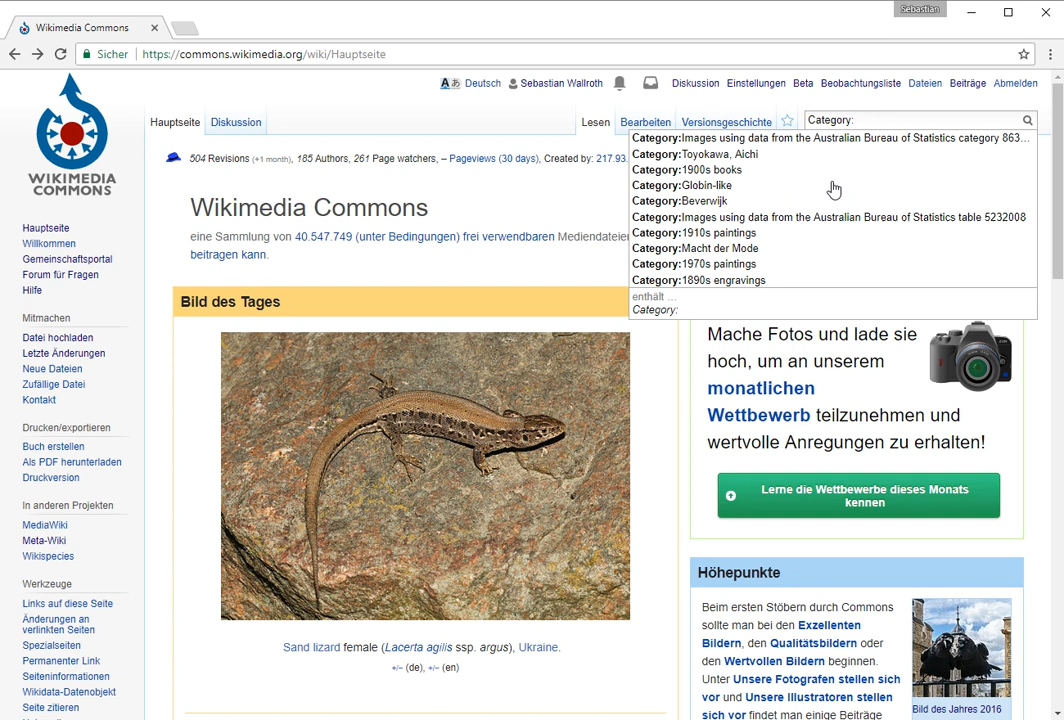 Sebastian
Wikimedia Commons
Sicher https://commons.wikimedia.org/wiki/Hauptseite
Deutsch Sebastian Wallroth Diskussion Einstellungen Beta Beobachtungsliste Dateien Beiträge Abmelden
Hauptseite Diskussion Lesen Bearbeiten Versionsgeschichte Category:
Category:Images using data from the Australian Bureau of Statistics category 863...
Category:Toyokawa, Aichi
Category:1900s books
Category:Globin-like
Category:Beverwijk
Category:Images using data from the Australian Bureau of Statistics table 5232008
Category:1910s paintings
Category:Macht der Mode
Category:1970s paintings
Category:1890s engravings
enthält ...
Category:
504 Revisions (+1 month), 185 Authors, 261 Page watchers, – Pageviews (30 days), Created by: 217.93.
WIKIMEDIA
COMMONS
Hauptseite
Willkommen
Gemeinschaftsportal
Forum für Fragen
Hilfe
Mitmachen
Datei hochladen
Letzte Änderungen
Neue Dateien
Zufällige Datei
Kontakt
Drucken/exportieren
Buch erstellen
Als PDF herunterladen
Druckversion
In anderen Projekten
MediaWiki
Meta-Wiki
Wikispecies
Werkzeuge
Links auf diese Seite
Änderungen an
verlinkten Seiten
Spezialseiten
Permanenter Link
Seiteninformationen
Wikidata-Datenobjekt
Seite zitieren
Wikimedia Commons
eine Sammlung von 40.547.749 (unter Bedingungen) frei verwendbaren Mediendateien
beitragen kann.
Bild des Tages
Sand lizard female (Lacerta agilis ssp. argus), Ukraine.
+/− (de), +/− (en)
Mache Fotos und lade sie
hoch, um an unserem
monatlichen
Wettbewerb teilzunehmen und
wertvolle Anregungen zu erhalten!
Lerne die Wettbewerbe dieses Monats
kennen
Höhepunkte
Beim ersten Stöbern durch Commons
sollte man bei den Exzellenten
Bildern, den Qualitätsbildern oder
den Wertvollen Bildern beginnen.
Unter Unsere Fotografen stellen sich
vor und Unsere Illustratoren stellen
sich vor findet man einige Beiträge
Bild des Jahres 2016